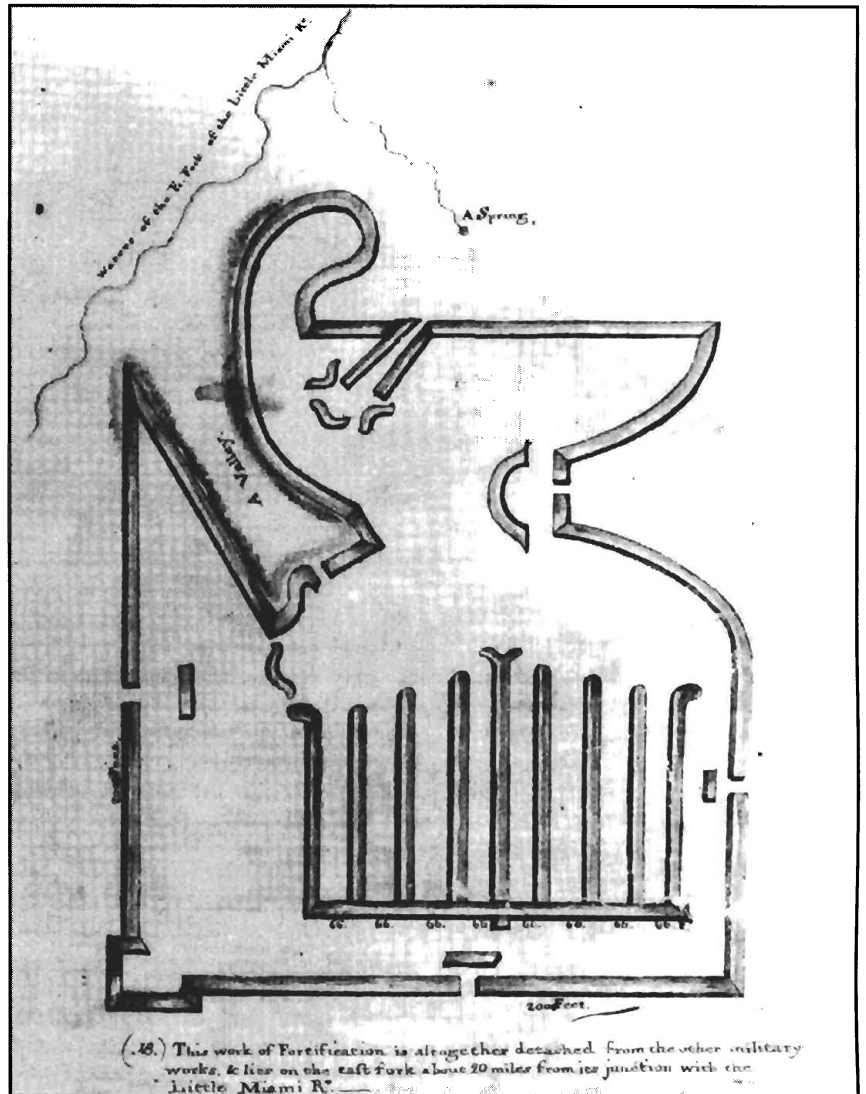 Waters of the E. Fork of the Little Miami Rr.
A Spring,
A Valley.
66. 66. 66. 66. 66. 66. 66.
200 Feet.
(.18.) This work of Fortification is altogether detached from the other military
works, & lies on the east fork about 20 miles from its junction with the
Little Miami Rr.